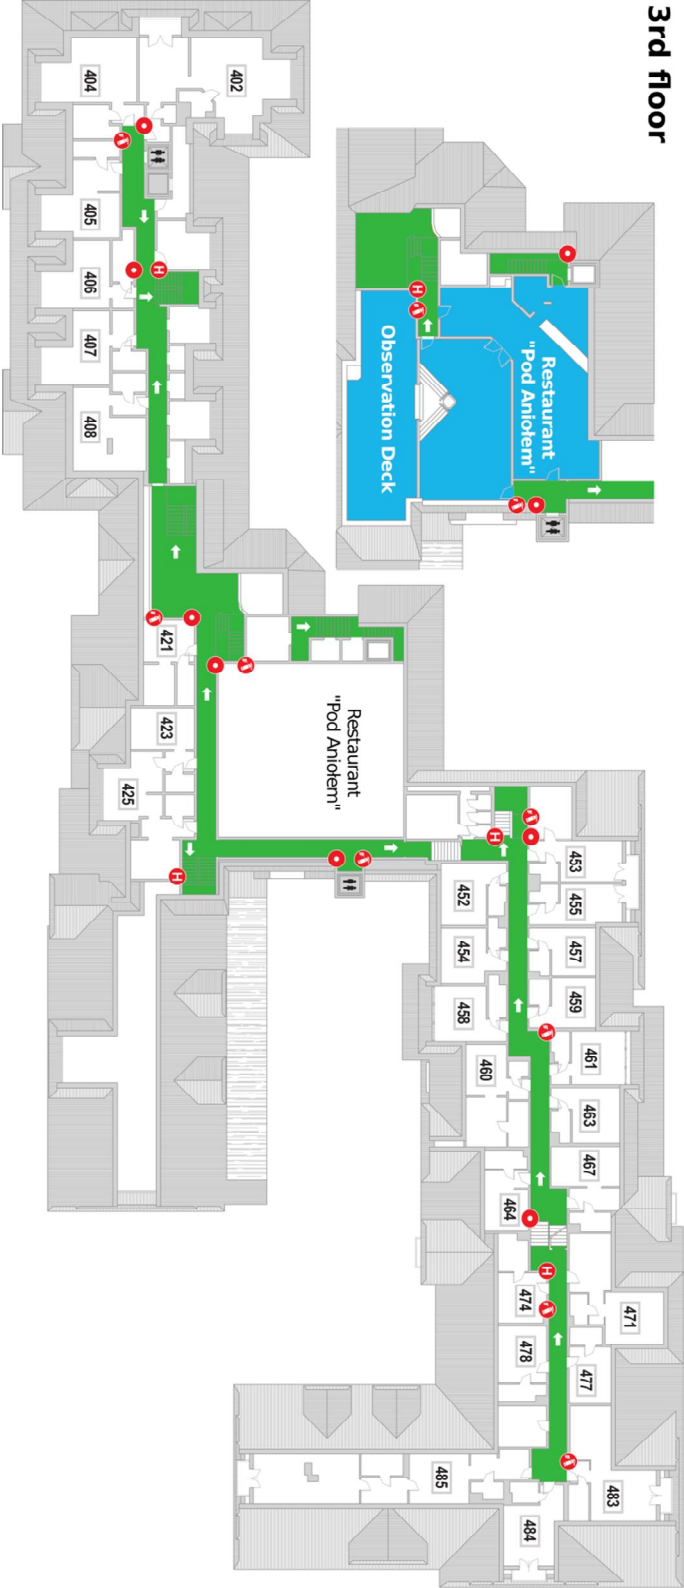 3rd floor
404
402
405
406
407
408
H
Restaurant
"Pod Aniołem"
Observation Deck
H
421
423
425
H
Restaurant
"Pod Aniołem"
H
453
455
457
459
461
463
467
452
454
458
460
464
H
471
474
477
478
483
484
485